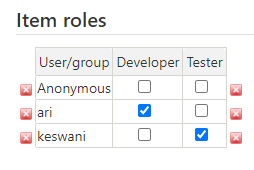 Item roles
User/group Developer Tester
Anonymous
ari
keswani